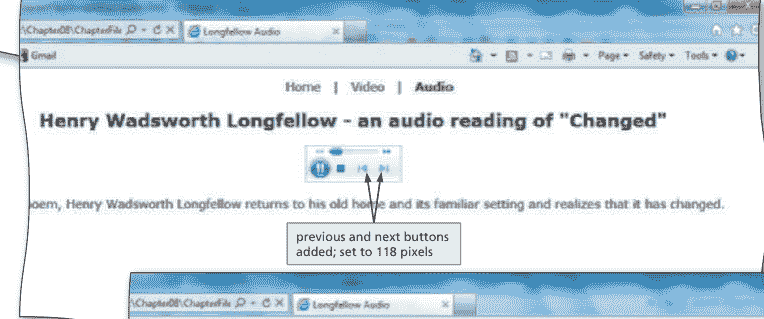 \Chapter08\ChapterFile
Longfellow Audio
Gmail
Page Safety Tools
Home | Video | Audio
Henry Wadsworth Longfellow - an audio reading of "Changed"
poem, Henry Wadsworth Longfellow returns to his old home and its familiar setting and realizes that it has changed.
previous and next buttons
added; set to 118 pixels
\Chapter08\ChapterFile
Longfellow Audio